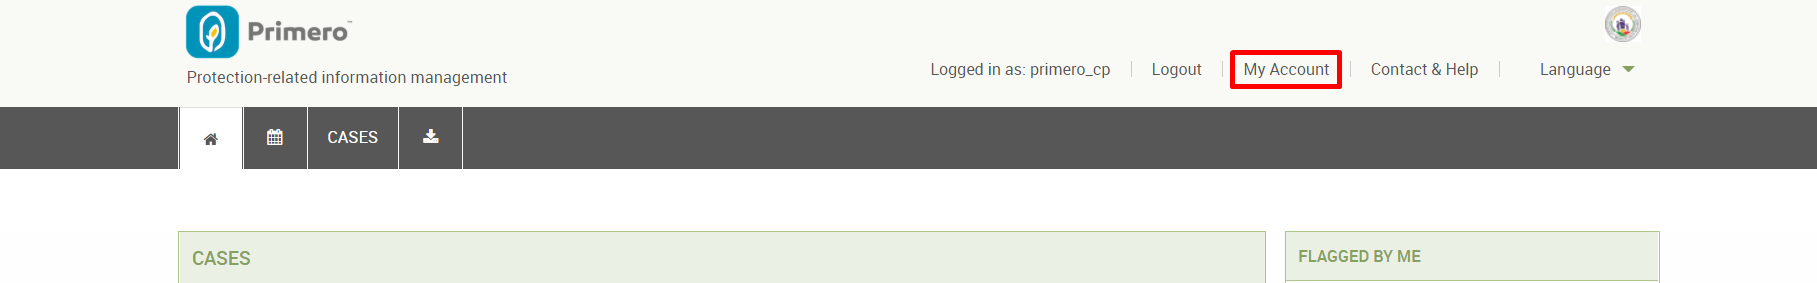 Primero™
Protection-related information management
Logged in as: primero_cp
Logout
My Account
Contact & Help
Language
CASES
CASES
FLAGGED BY ME